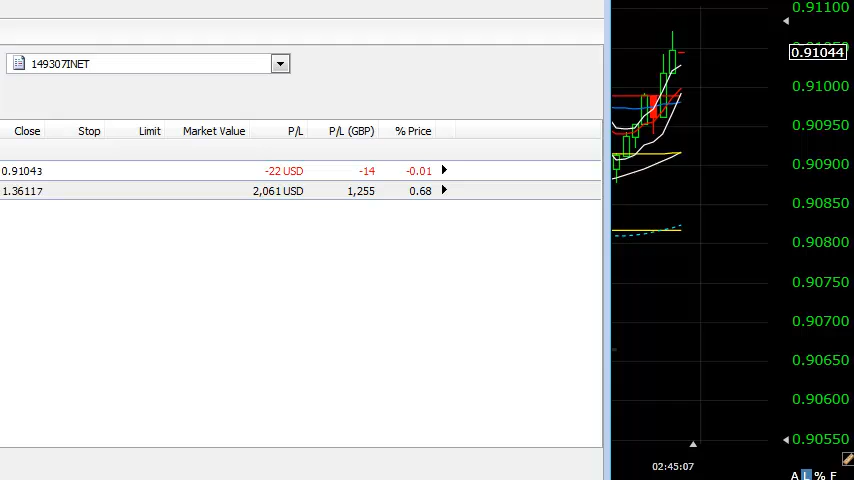 149307INET
Close Stop Limit Market Value P/L P/L (GBP) % Price
0.91043 -22 USD -14 -0.01
1.36117 2,061 USD 1,255 0.68
0.91100
0.91044
0.91000
0.90950
0.90900
0.90850
0.90800
0.90750
0.90700
0.90650
0.90600
0.90550
02:45:07
A L % F